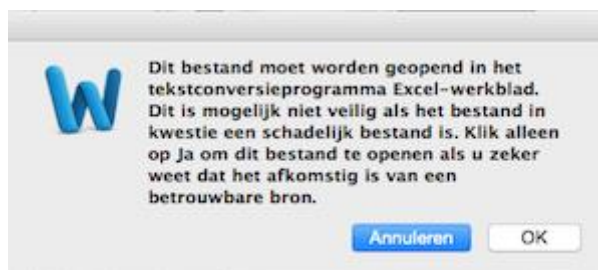 Dit bestand moet worden geopend in het
tekstconversieprogramma Excel-werkblad.
Dit is mogelijk niet veilig als het bestand in
kwestie een schadelijk bestand is. Klik alleen
op Ja om dit bestand te openen als u zeker
weet dat het afkomstig is van een
betrouwbare bron.
Annuleren OK